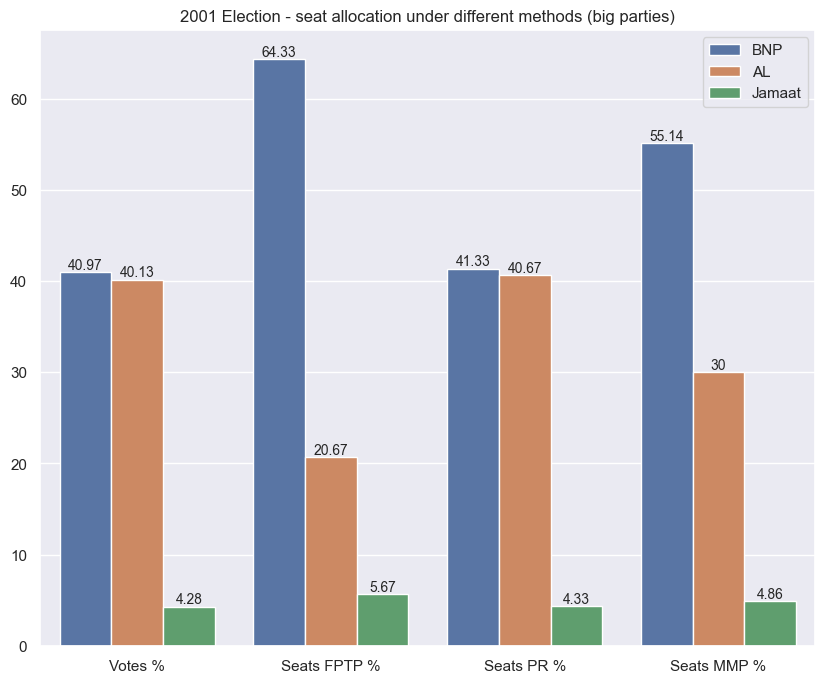 2001 Election - seat allocation under different methods (big parties)
BNP
AL
Jamaat
60
50
40
30
20
10
0
40.97
40.13
4.28
64.33
20.67
5.67
41.33
40.67
4.33
55.14
30
4.86
Votes %
Seats FPTP %
Seats PR %
Seats MMP %